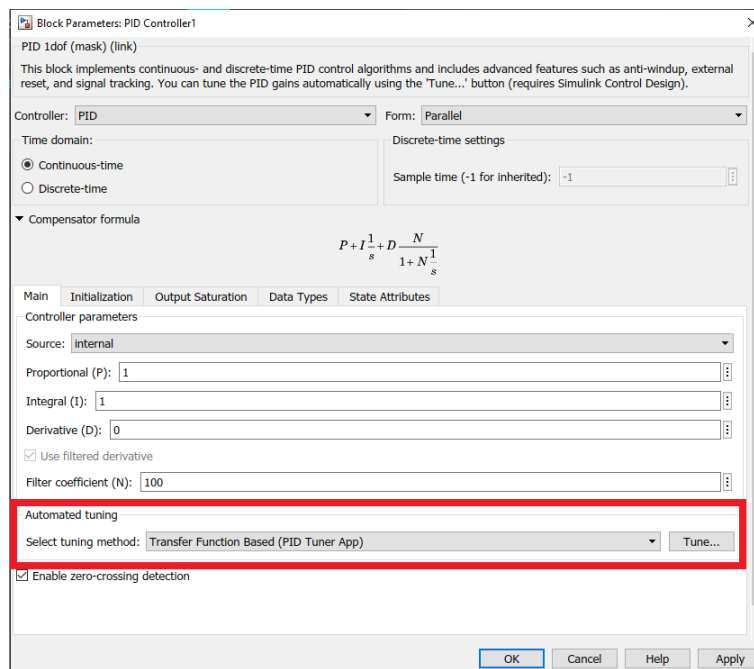 Block Parameters: PID Controller1
PID 1dof (mask) (link)
This block implements continuous- and discrete-time PID control algorithms and includes advanced features such as anti-windup, external
reset, and signal tracking. You can tune the PID gains automatically using the 'Tune...' button (requires Simulink Control Design).
Controller: PID Form: Parallel
Time domain:
Continuous-time
Discrete-time
Discrete-time settings
Sample time (-1 for inherited): -1
Compensator formula
P + I 1/s + D N/(1 + N 1/s)
Main Initialization Output Saturation Data Types State Attributes
Controller parameters
Source: internal
Proportional (P): 1
Integral (I): 1
Derivative (D): 0
Use filtered derivative
Filter coefficient (N): 100
Automated tuning
Select tuning method: Transfer Function Based (PID Tuner App) Tune...
Enable zero-crossing detection
OK Cancel Help Apply